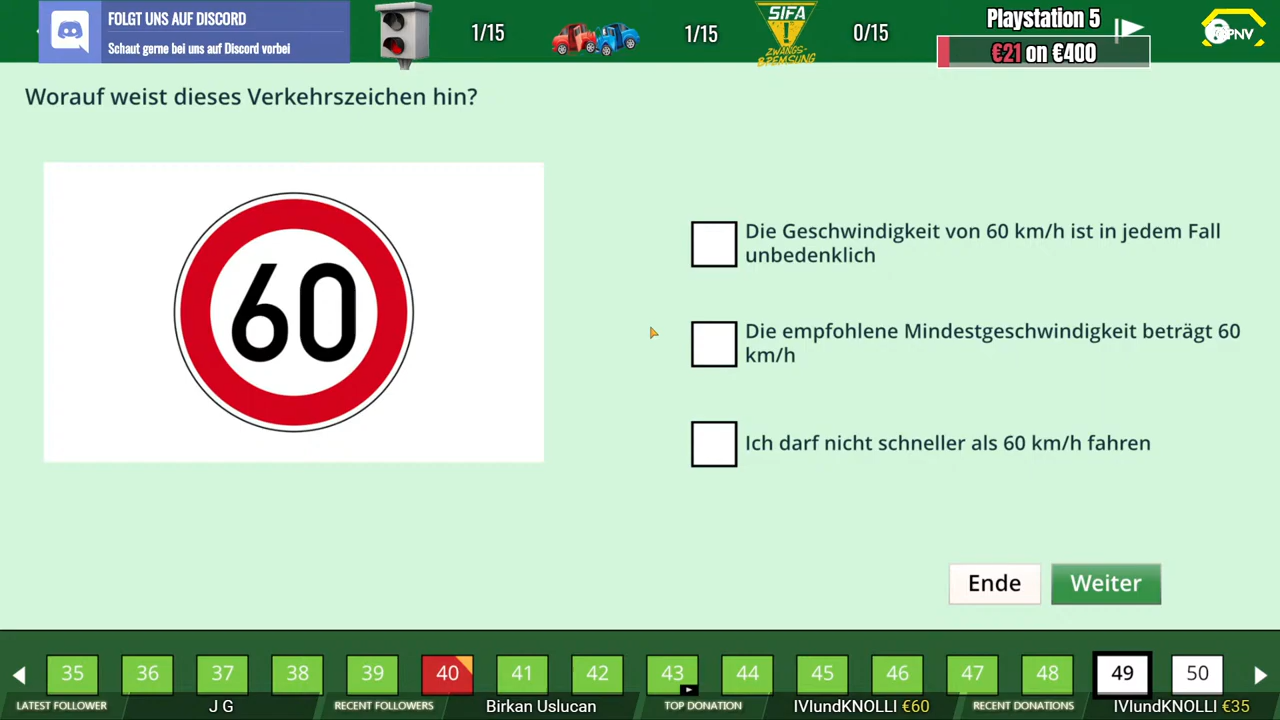 FOLGT UNS AUF DISCORD
Schaut gerne bei uns auf Discord vorbei
1/15
1/15
SIFA
ZWANGS-
BREMSUNG
0/15
Playstation 5
€21 on €400
ÖPNV
Worauf weist dieses Verkehrszeichen hin?
60
Die Geschwindigkeit von 60 km/h ist in jedem Fall
unbedenklich
Die empfohlene Mindestgeschwindigkeit beträgt 60
km/h
Ich darf nicht schneller als 60 km/h fahren
Ende Weiter
35 36 37 38 39 40 41 42 43 44 45 46 47 48 49 50
LATEST FOLLOWER J G RECENT FOLLOWERS Birkan Uslucan TOP DONATION IVIundKNOLLI €60 RECENT DONATIONS IVIundKNOLLI €35